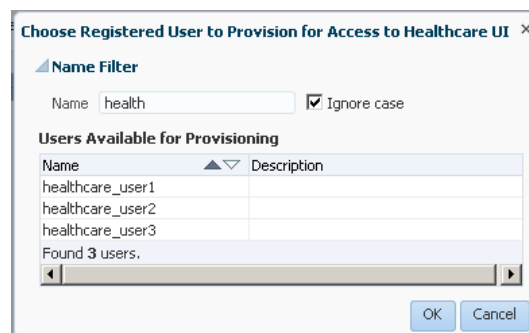 Choose Registered User to Provision for Access to Healthcare UI
Name Filter
Name health Ignore case
Users Available for Provisioning
Name Description
healthcare_user1
healthcare_user2
healthcare_user3
Found 3 users.
OK Cancel